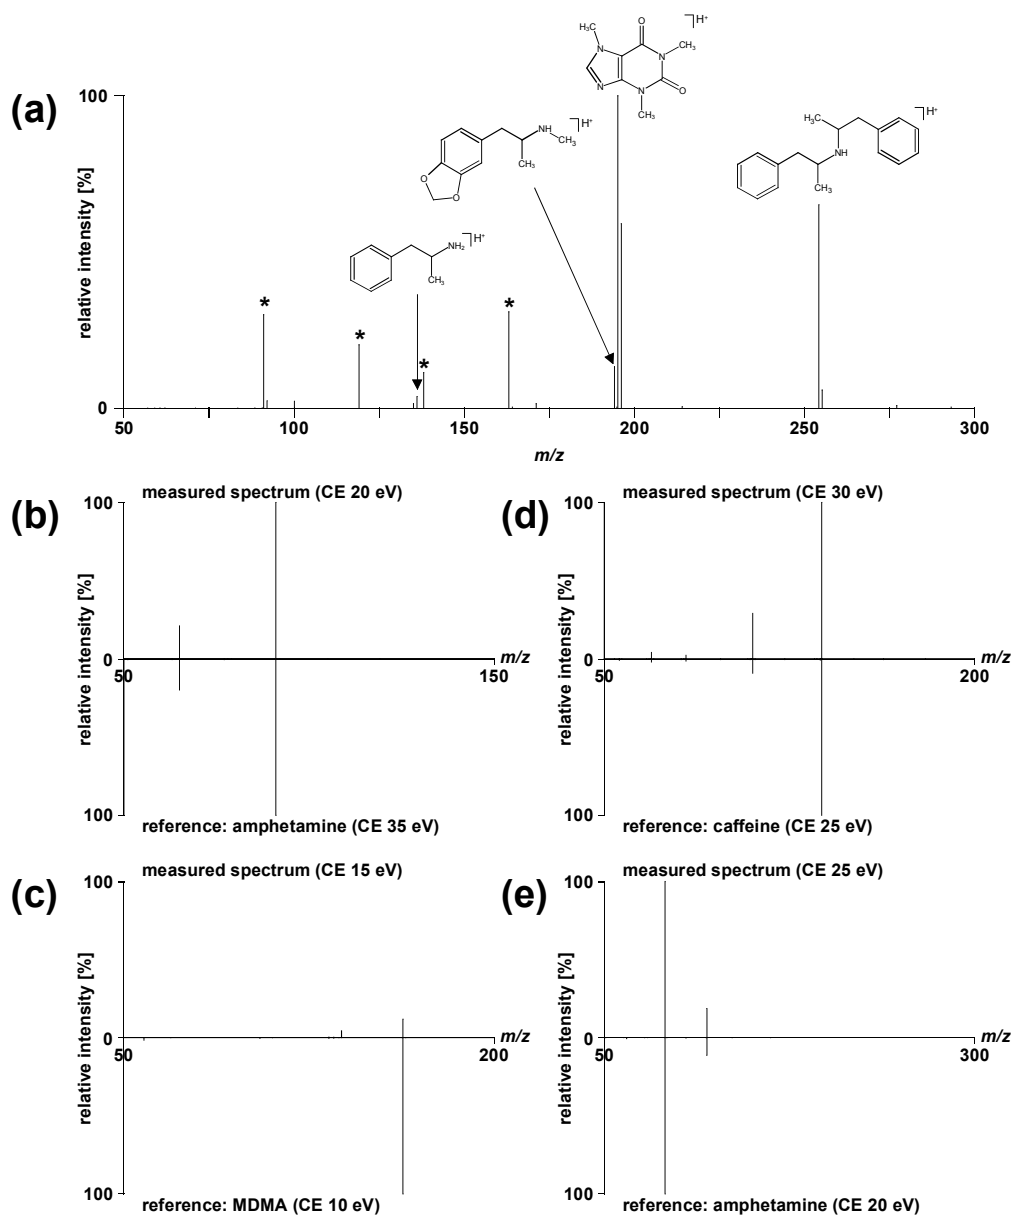 (a)
relative intensity [%]
100
0
50
100
150
200
250
300
m/z
*
*
*
*
NH₂
CH₃
H⁺
O
O
NH
CH₃
CH₃
H⁺
H₃C
N
N
N
N
O
O
CH₃
CH₃
H⁺
H₃C
NH
CH₃
H⁺
(b)
measured spectrum (CE 20 eV)
relative intensity [%]
100
0
100
50
150
m/z
reference: amphetamine (CE 35 eV)
(d)
measured spectrum (CE 30 eV)
relative intensity [%]
100
0
100
50
200
m/z
reference: caffeine (CE 25 eV)
(c)
measured spectrum (CE 15 eV)
relative intensity [%]
100
0
100
50
200
m/z
reference: MDMA (CE 10 eV)
(e)
measured spectrum (CE 25 eV)
relative intensity [%]
100
0
100
50
300
m/z
reference: amphetamine (CE 20 eV)